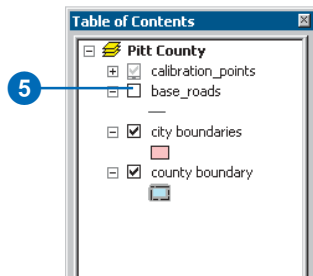 Table of Contents
Pitt County
calibration_points
5
base_roads
city boundaries
county boundary